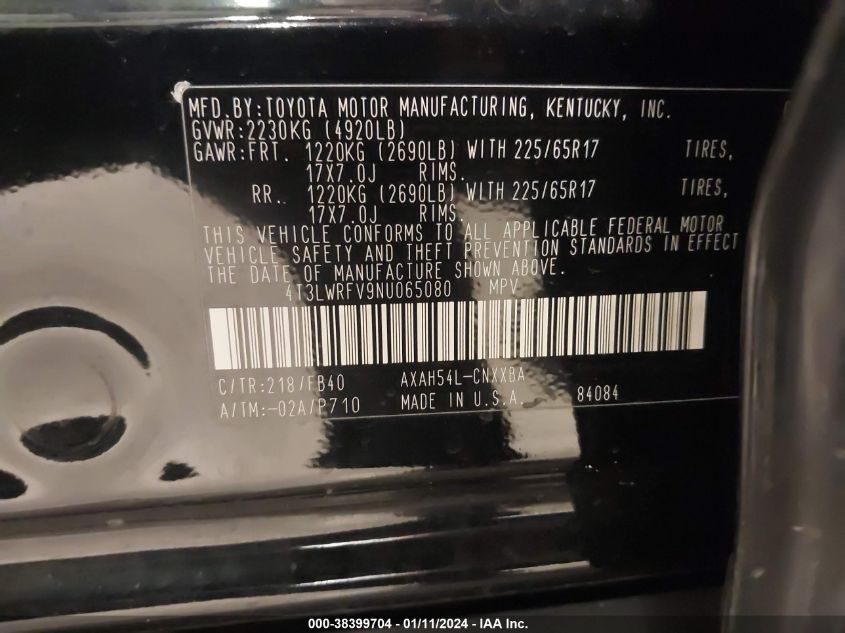 MFD.BY:TOYOTA MOTOR MANUFACTURING, KENTUCKY, INC.
GVWR:2230KG (4920LB)
GAWR:FRT. 1220KG (2690LB) WITH 225/65R17 TIRES,
17X7.0J RIMS.
RR. 1220KG (2690LB) WITH 225/65R17 TIRES,
17X7.0J RIMS.
THIS VEHICLE CONFORMS TO ALL APPLICABLE FEDERAL MOTOR
VEHICLE SAFETY AND THEFT PREVENTION STANDARDS IN EFFECT
THE DATE OF MANUFACTURE SHOWN ABOVE.
4T3LWRFV9NU065080 MPV
C/TR:218/FB40 AXAH54L-CNXXBA
A/TM:-02A/P710 MADE IN U.S.A. 84084
000-38399704 - 01/11/2024 - IAA Inc.